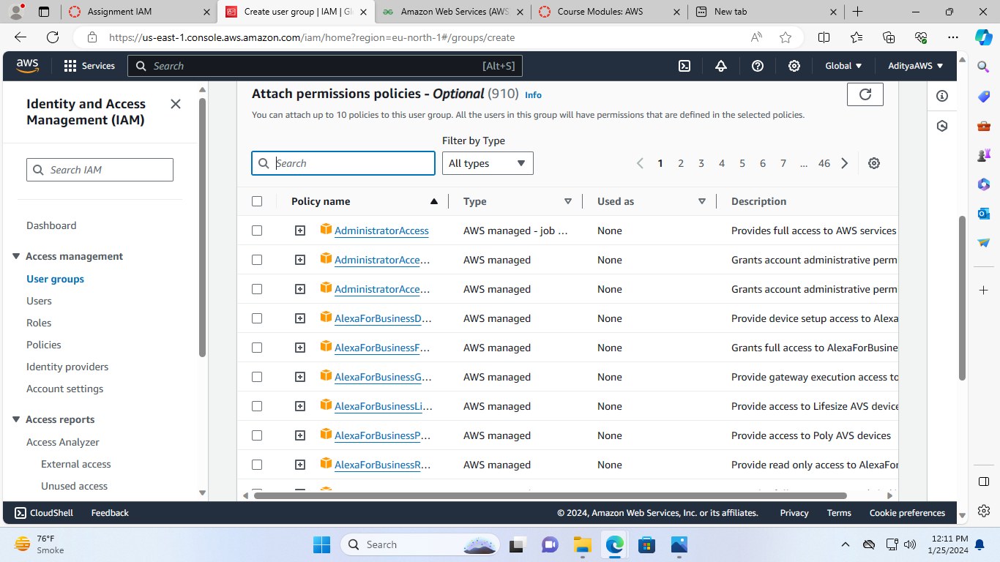 Assignment IAM
Create user group | IAM | Gl
Amazon Web Services (AWS
Course Modules: AWS
New tab
https://us-east-1.console.aws.amazon.com/iam/home?region=eu-north-1#/groups/create
aws
Services
Search
[Alt+S]
Global
AdityaAWS
Identity and Access
Management (IAM)
Search IAM
Dashboard
Access management
User groups
Users
Roles
Policies
Identity providers
Account settings
Access reports
Access Analyzer
External access
Unused access
Attach permissions policies - Optional (910) Info
You can attach up to 10 policies to this user group. All the users in this group will have permissions that are defined in the selected policies.
Filter by Type
Search
All types
1 2 3 4 5 6 7 ... 46
Policy name Type Used as Description
AdministratorAccess AWS managed - job ... None Provides full access to AWS services
AdministratorAcce... AWS managed None Grants account administrative perm
AdministratorAcce... AWS managed None Grants account administrative perm
AlexaForBusinessD... AWS managed None Provide device setup access to Alexa
AlexaForBusinessF... AWS managed None Grants full access to AlexaForBusine
AlexaForBusinessG... AWS managed None Provide gateway execution access to
AlexaForBusinessLi... AWS managed None Provide access to Lifesize AVS device
AlexaForBusinessP... AWS managed None Provide access to Poly AVS devices
AlexaForBusinessR... AWS managed None Provide read only access to AlexaFor
CloudShell
Feedback
© 2024, Amazon Web Services, Inc. or its affiliates.
Privacy
Terms
Cookie preferences
76°F
Smoke
Search
12:11 PM
1/25/2024